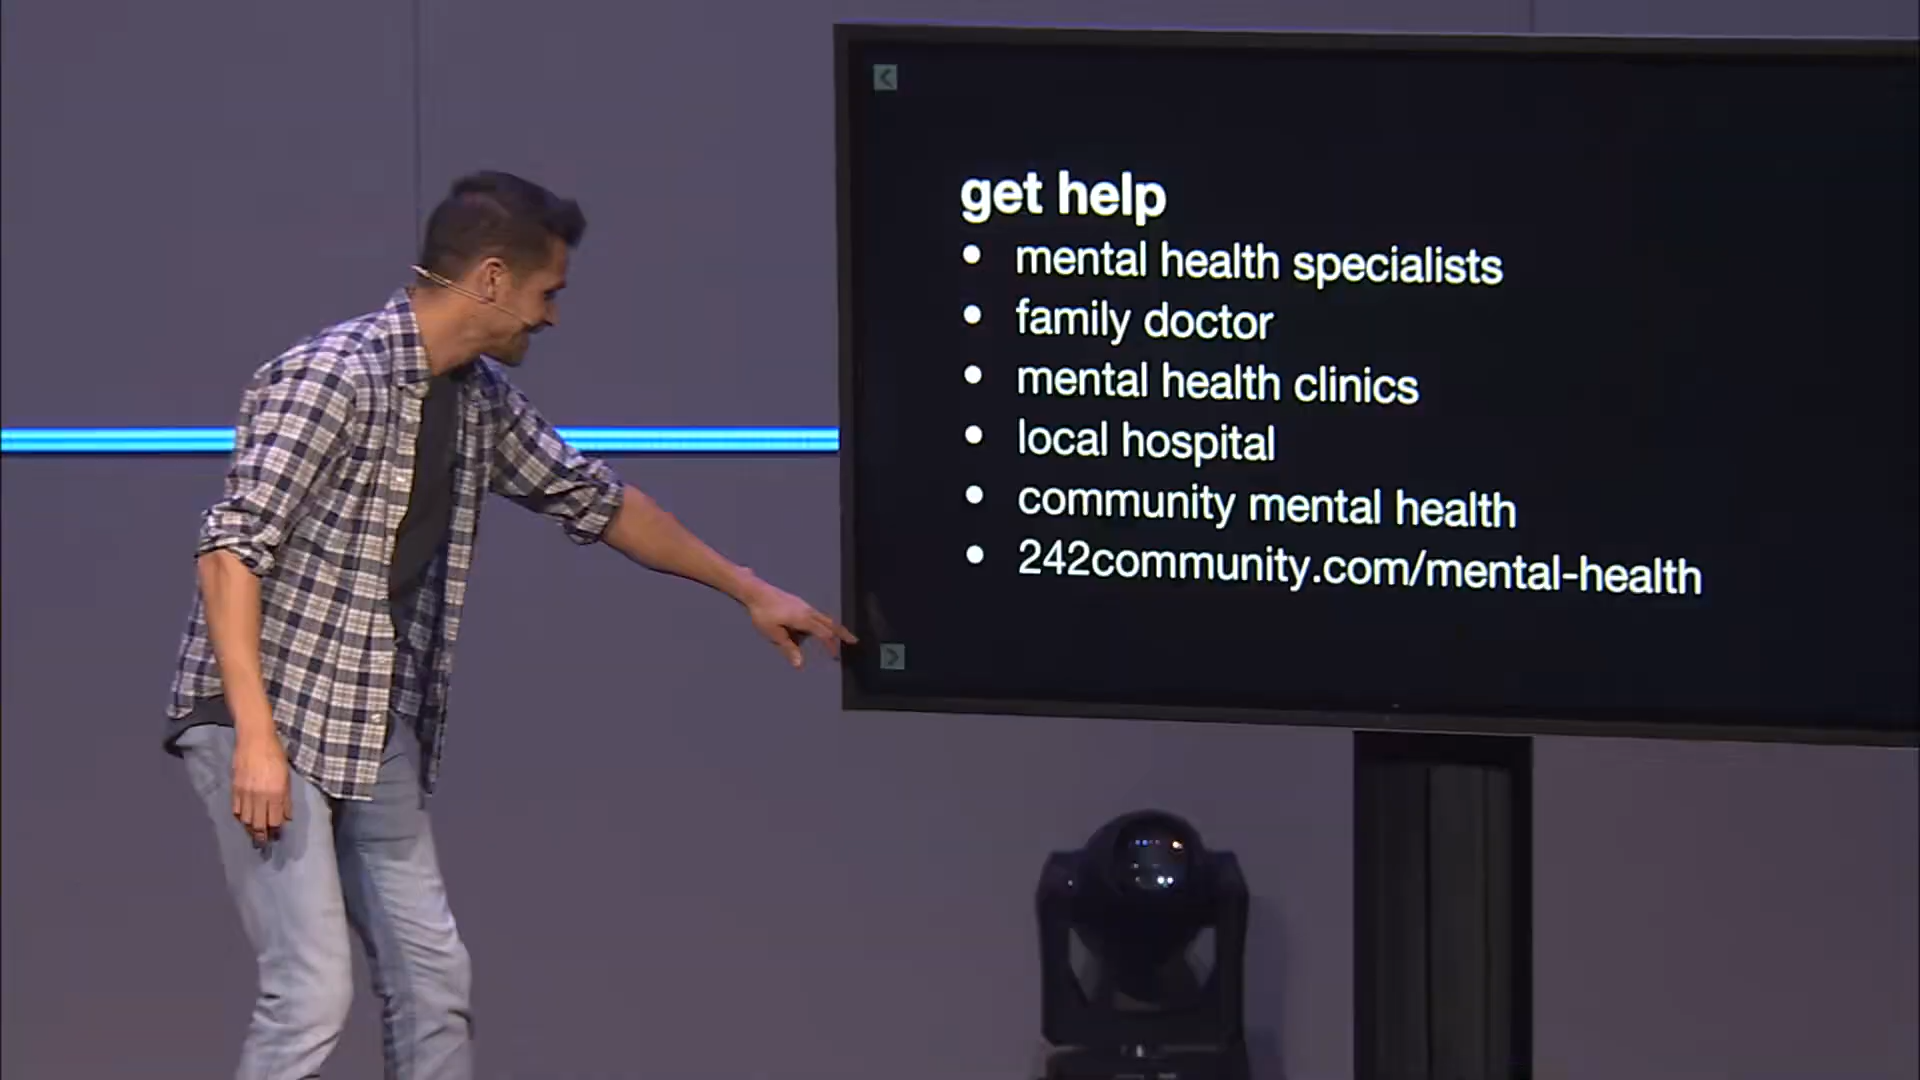 get help
• mental health specialists
• family doctor
• mental health clinics
• local hospital
• community mental health
• 242community.com/mental-health